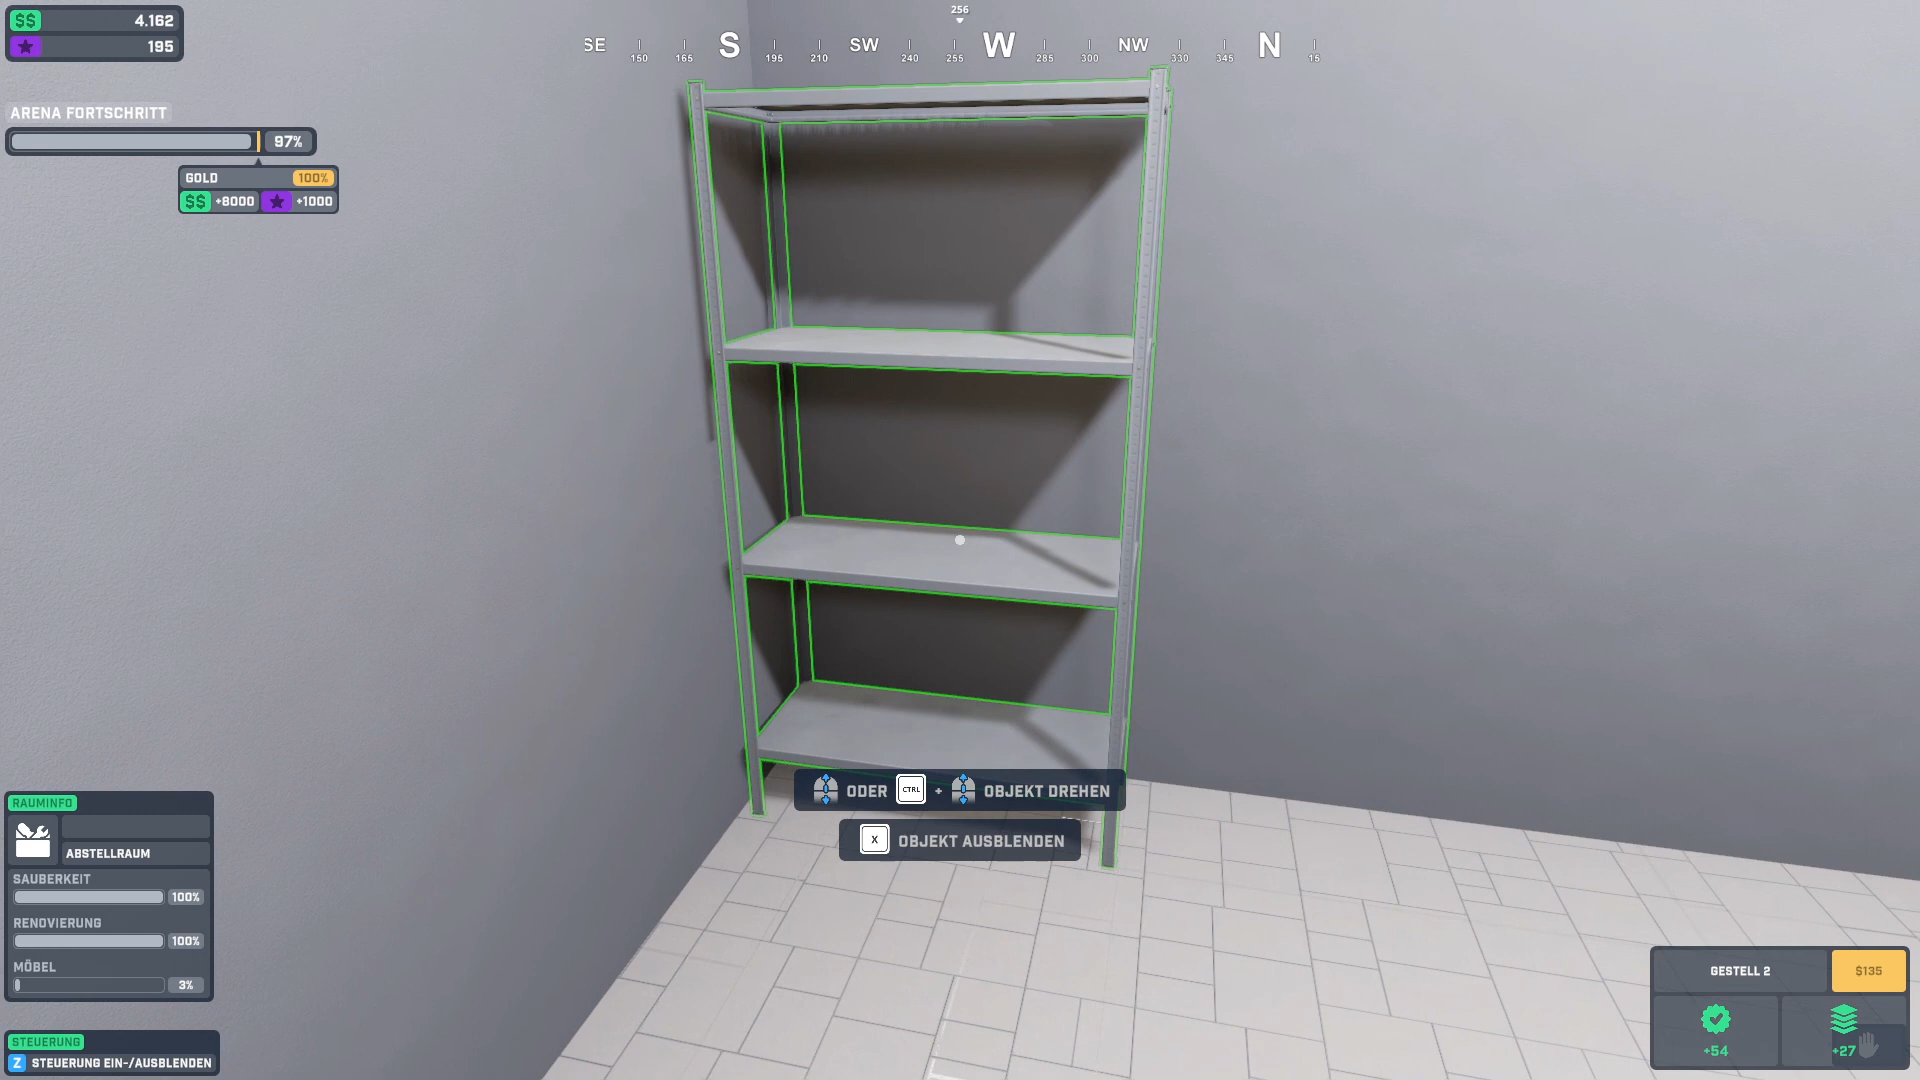 $$ 4.162
195
256
SE 150 165 S 195 210 SW 240 255 W 285 300 NW 330 345 N 15
ARENA FORTSCHRITT
97%
GOLD 100%
$$ +8000 +1000
ODER CTRL + OBJEKT DREHEN
X OBJEKT AUSBLENDEN
RAUMINFO
ABSTELLRAUM
SAUBERKEIT
100%
RENOVIERUNG
100%
MÖBEL
3%
STEUERUNG
Z STEUERUNG EIN-/AUSBLENDEN
GESTELL 2 $135
+54 +27